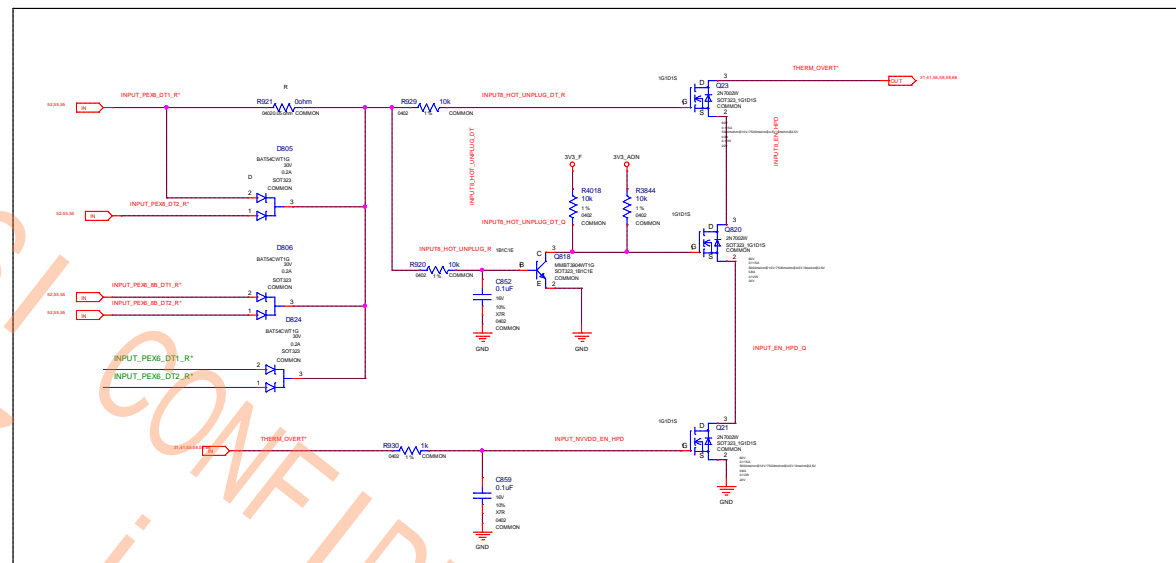 R
INPUT_PEX8_DT1_R*
IN
R921
0ohm
COMMON
R929
10k
0402
1 %
COMMON
INPUT8_HOT_UNPLUG_DT_R
1G1D1S
D
G
S
3
2
Q23
2N7002W
SOT323_1G1D1S
COMMON
THERM_OVERT*
OUT
INPUT8_HOT_UNPLUG_DT
INPUT8_EN_HPD
D805
BAT54CWT1G
30V
0.2A
D
SOT323
COMMON
2
1
3
INPUT_PEX8_DT2_R*
IN
3V3_F
3V3_AON
R4018
10k
1 %
0402
COMMON
R3844
10k
1 %
0402
COMMON
INPUT8_HOT_UNPLUG_DT_Q
1G1D1S
D
G
S
3
2
Q820
2N7002W
SOT323_1G1D1S
COMMON
D806
BAT54CWT1G
30V
0.2A
SOT323
COMMON
2
1
3
INPUT_PEX6_8B_DT1_R*
IN
INPUT_PEX6_8B_DT2_R*
IN
INPUT8_HOT_UNPLUG_R
1B1C1E
R920
10k
0402
1 %
COMMON
B
C
E
3
2
Q818
MMBT3904WT1G
SOT323_1B1C1E
COMMON
C852
0.1uF
16V
10%
X7R
0402
COMMON
GND
GND
D824
BAT54CWT1G
30V
0.2A
SOT323
COMMON
2
1
3
INPUT_PEX6_DT1_R*
INPUT_PEX6_DT2_R*
INPUT_EN_HPD_Q
THERM_OVERT*
IN
R930
1k
0402
1 %
COMMON
INPUT_NVVDD_EN_HPD
1G1D1S
D
G
S
3
2
Q21
2N7002W
SOT323_1G1D1S
COMMON
GND
C859
0.1uF
16V
10%
X7R
0402
COMMON
GND